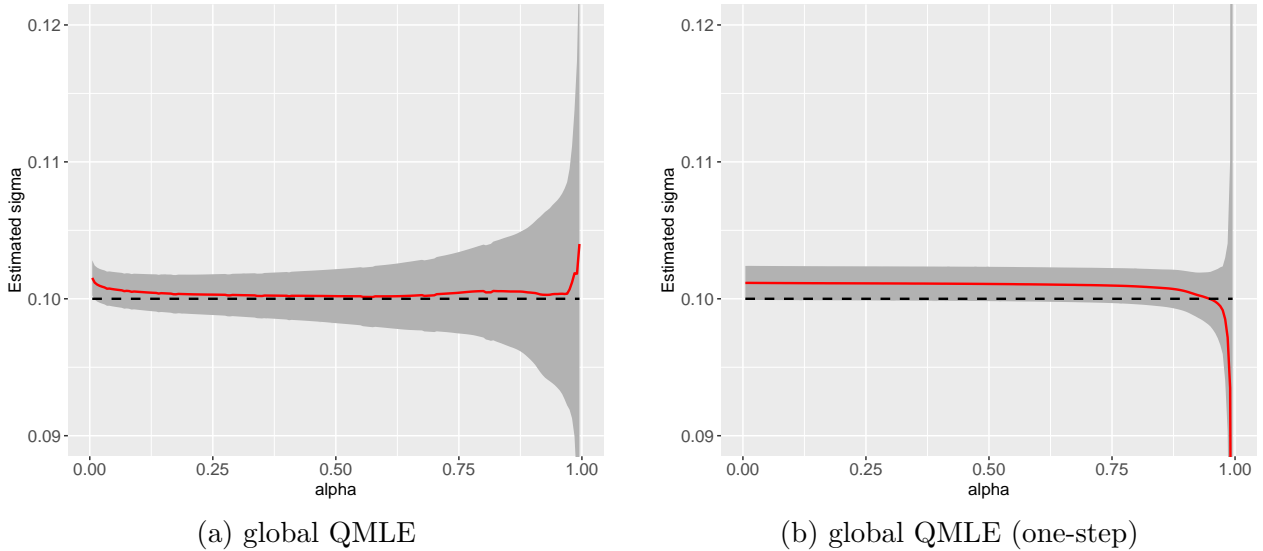 0.12
0.11
0.10
0.09
Estimated sigma
0.00 0.25 0.50 0.75 1.00
alpha
(a) global QMLE
0.12
0.11
0.10
0.09
Estimated sigma
0.00 0.25 0.50 0.75 1.00
alpha
(b) global QMLE (one-step)